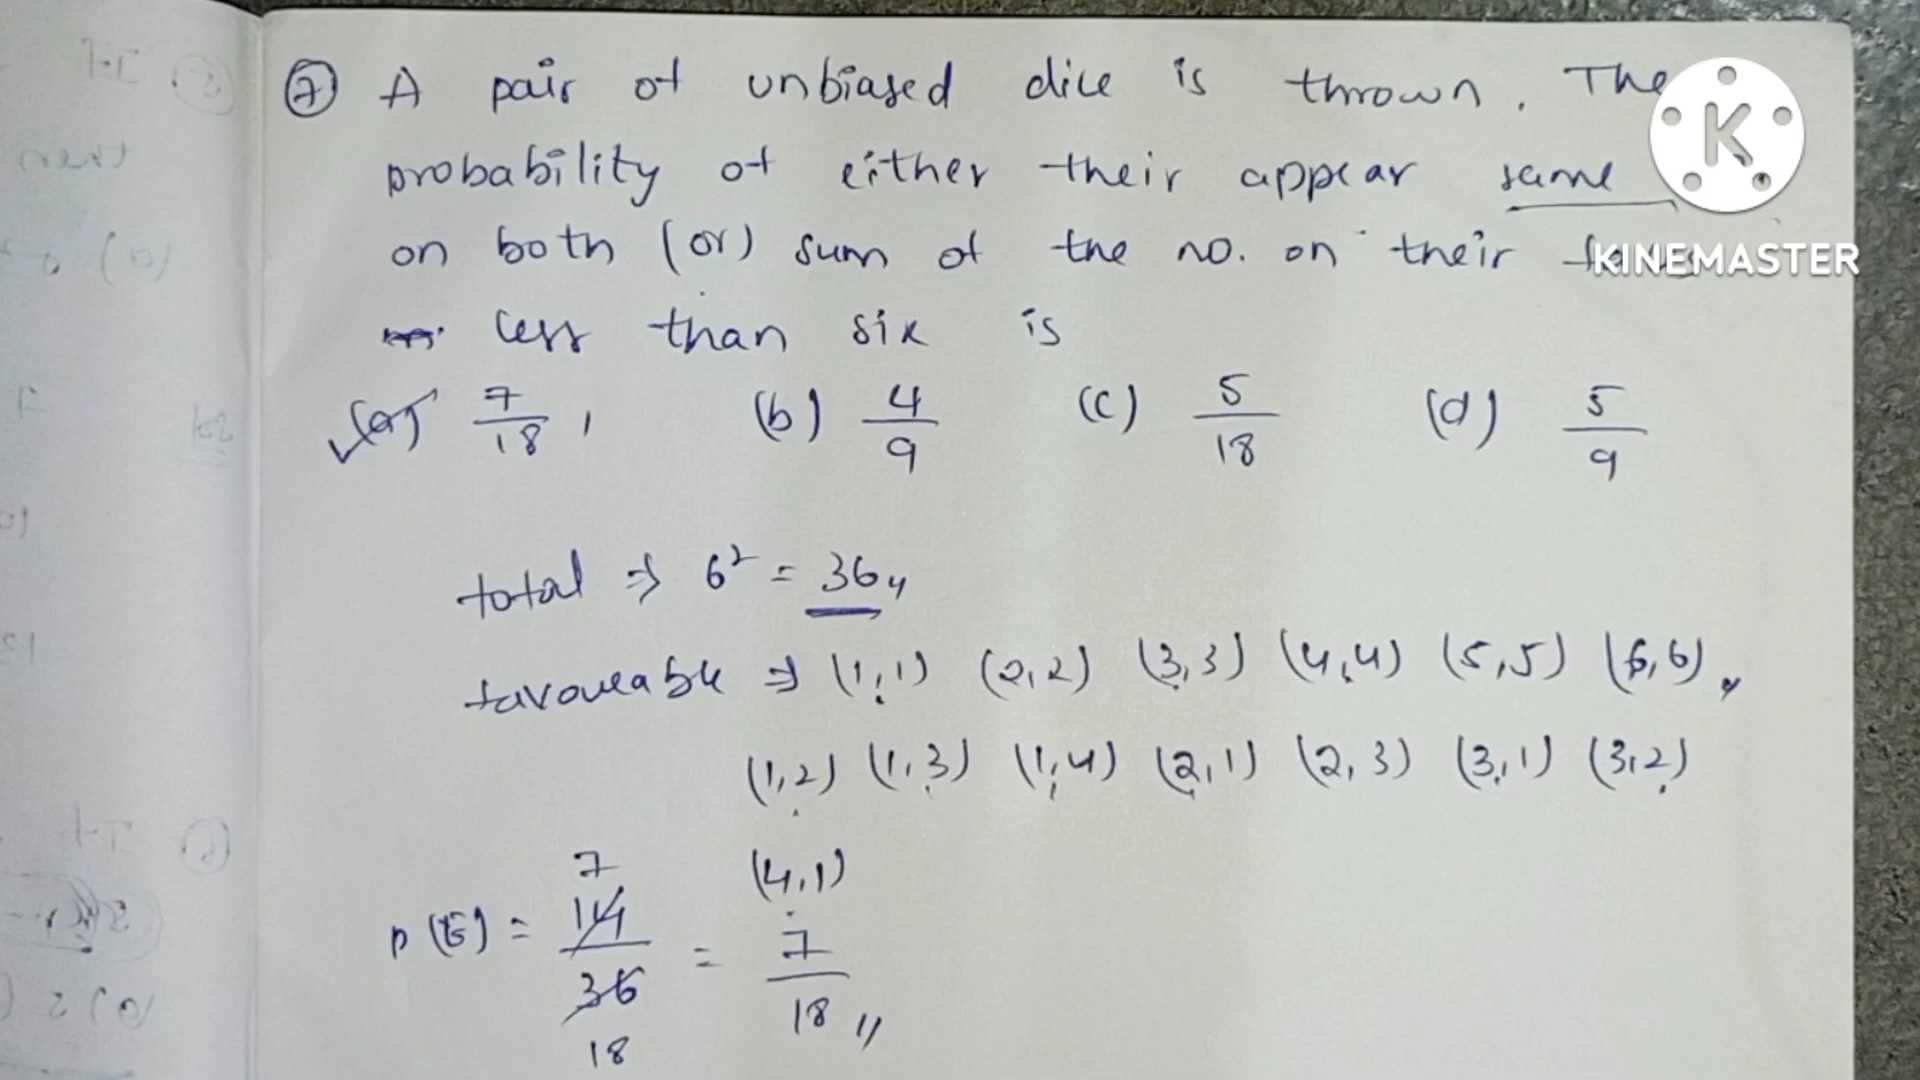 ⑦ A pair of unbiased dice is thrown. The
probability of either their appear same
on both (or) sum of the no. on their
less than six is
(a) 7/18, (b) 4/9 (c) 5/18 (d) 5/9
total ⇒ 6² = 36
favoueable ⇒ (1,1) (2,2) (3,3) (4,4) (5,5) (6,6),
(1,2) (1,3) (1,4) (2,1) (2,3) (3,1) (3,2)
(4,1)
P(E) = 14/36 = 7/18
7
18
K
KINEMASTER